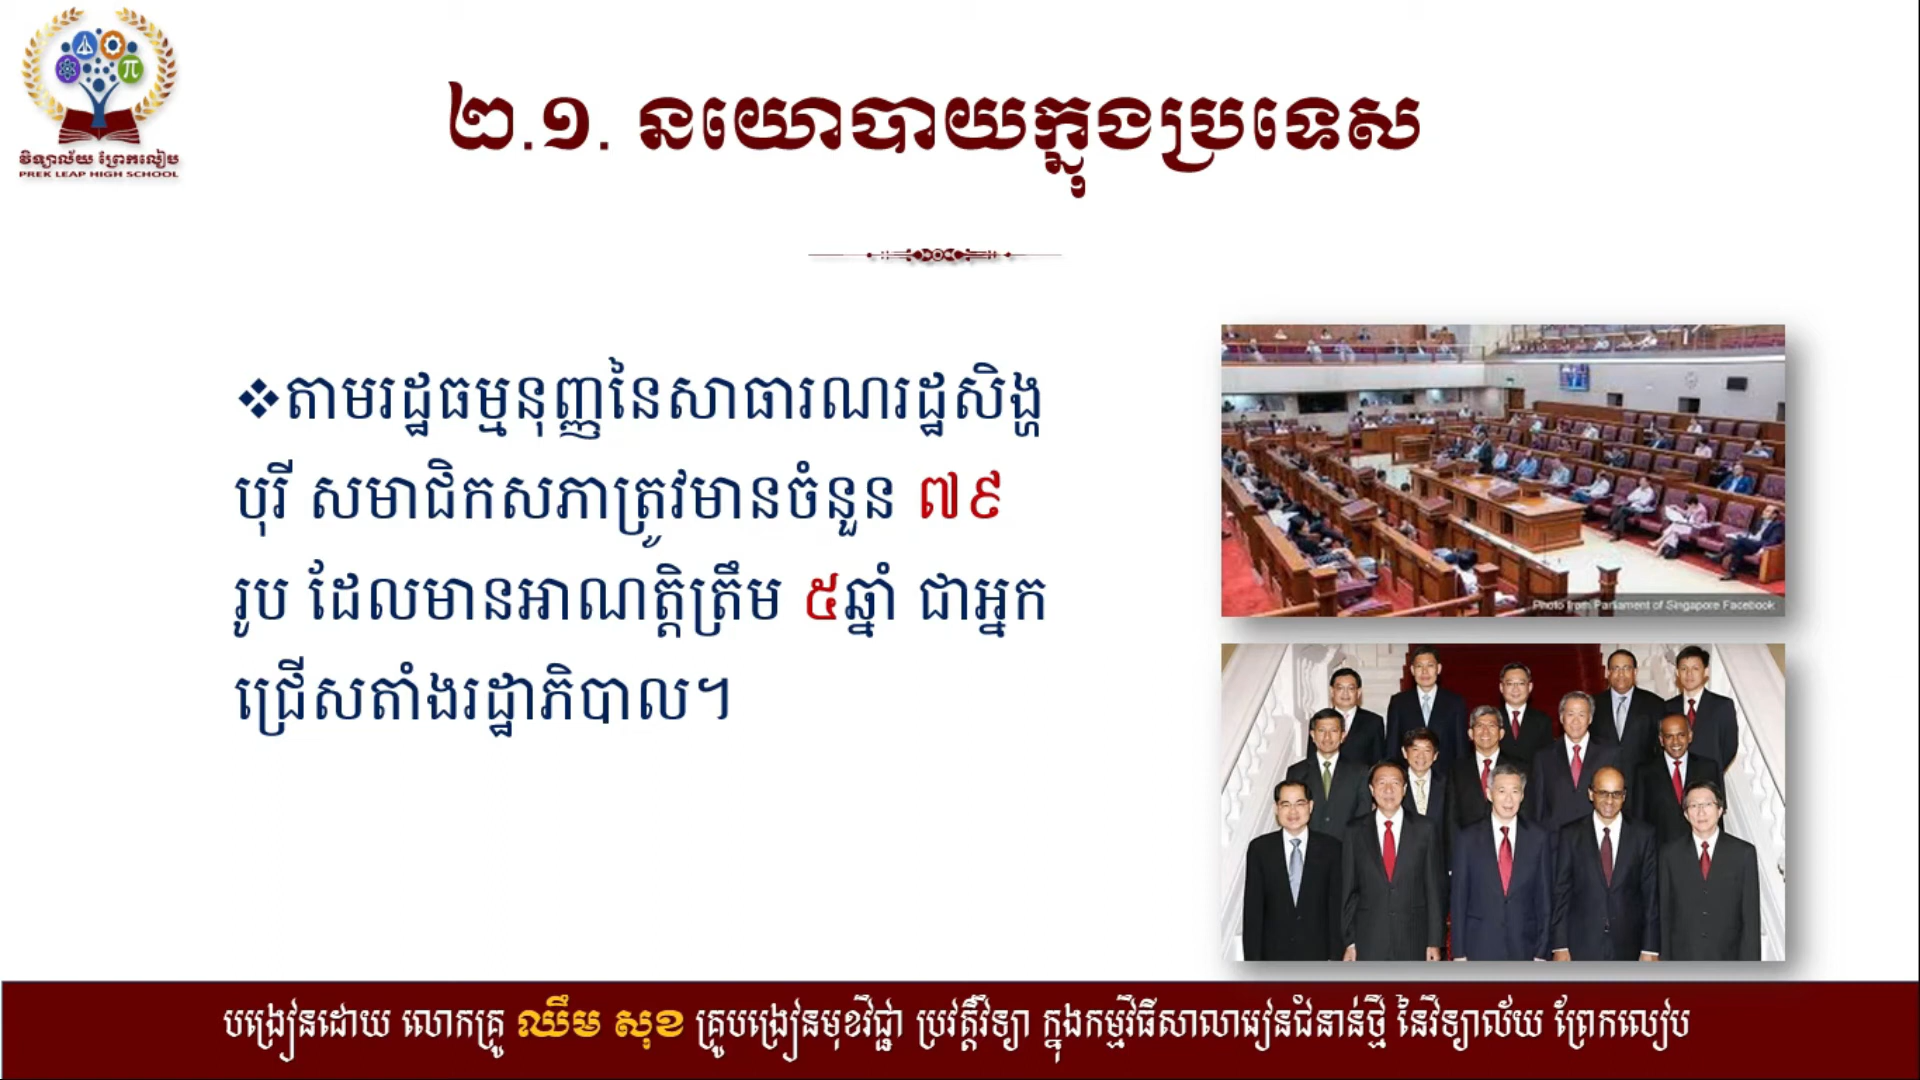 វិទ្យាល័យ ព្រែកលៀប
PREK LEAP HIGH SCHOOL
២.១. នយោបាយក្នុងប្រទេស
❖តាមរដ្ឋធម្មនុញ្ញនៃសាធារណរដ្ឋសិង្ហ
បុរី សមាជិកសភាត្រូវមានចំនួន ៧៩
រូប ដែលមានអាណត្តិត្រឹម ៥ឆ្នាំ ជាអ្នក
ជ្រើសតាំងរដ្ឋាភិបាល។
Photo from Parliament of Singapore Facebook
បង្រៀនដោយ លោកគ្រូ ឈឹម សុខ គ្រូបង្រៀនមុខវិជ្ជា ប្រវត្តិវិទ្យា ក្នុងកម្មវិធីសាលារៀនជំនាន់ថ្មី នៃវិទ្យាល័យ ព្រែកលៀប